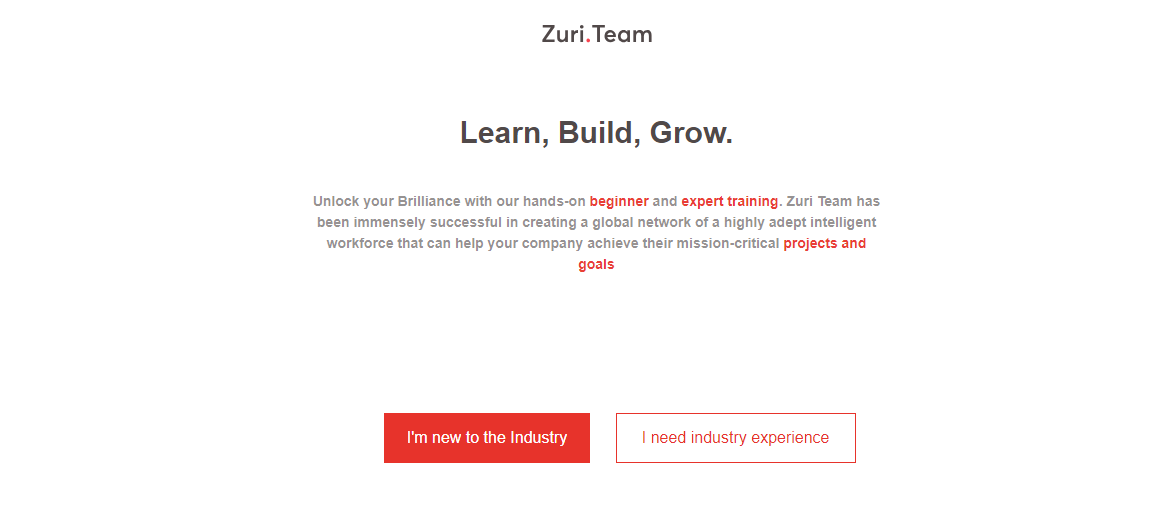 Zuri.Team
Learn, Build, Grow.
Unlock your Brilliance with our hands-on beginner and expert training. Zuri Team has
been immensely successful in creating a global network of a highly adept intelligent
workforce that can help your company achieve their mission-critical projects and
goals
I'm new to the Industry
I need industry experience